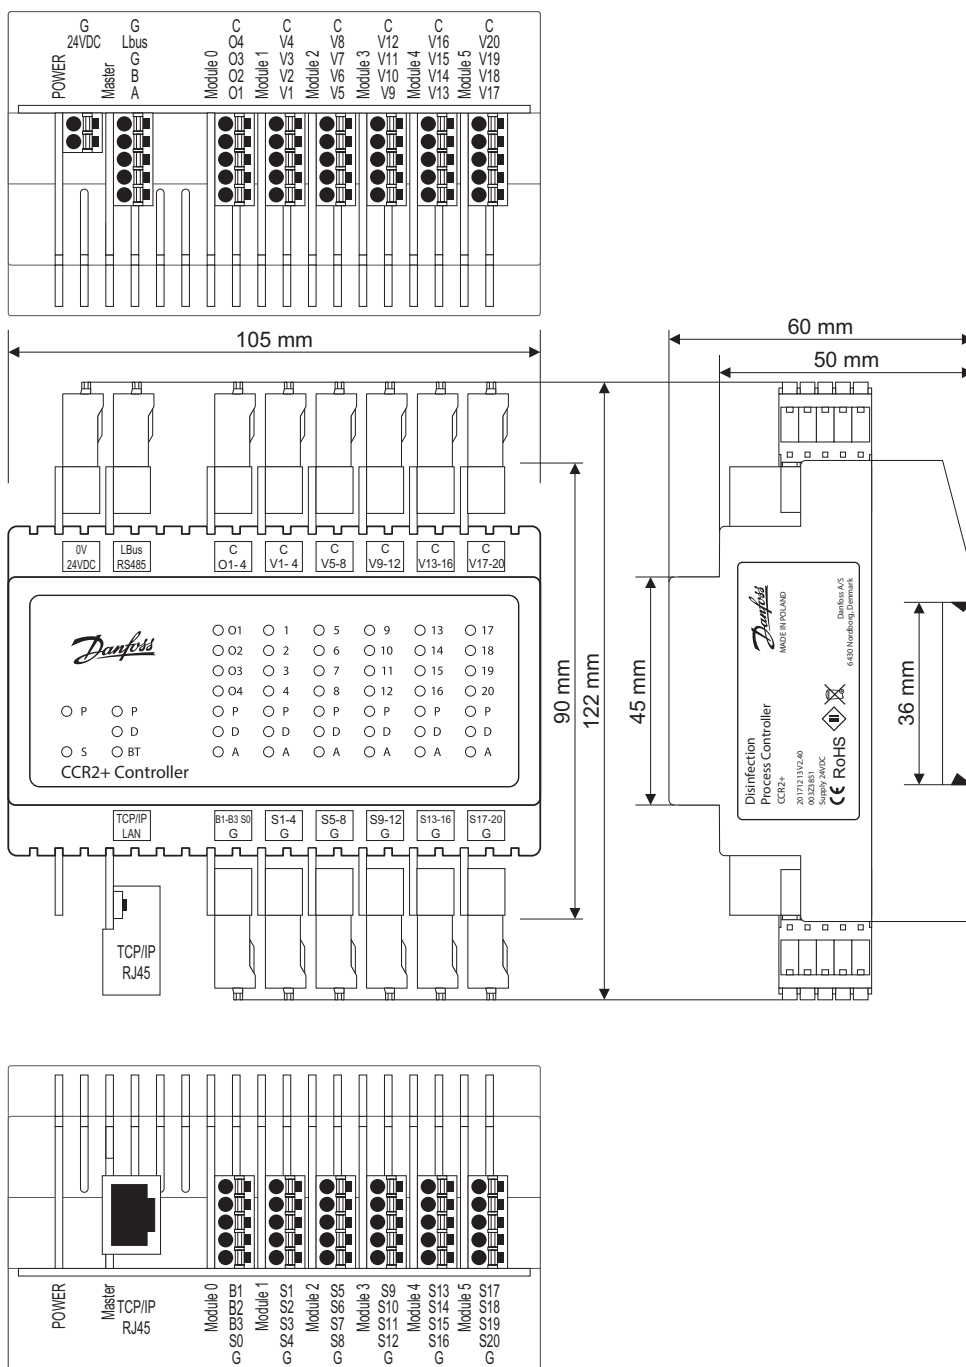 G G C C C C C C
24VDC Lbus O4 V4 V8 V12 V16 V20
G O3 V3 V7 V11 V15 V19
B O2 V2 V6 V10 V14 V18
A O1 V1 V5 V9 V13 V17
POWER Master Module 0 Module 1 Module 2 Module 3 Module 4 Module 5
105 mm
60 mm
50 mm
0V LBus C C C C C C
24VDC RS485 O1-4 V1-4 V5-8 V9-12 V13-16 V17-20
Danfoss
O1 1 5 9 13 17
O2 2 6 10 14 18
O3 3 7 11 15 19
O4 4 8 12 16 20
P P P P P P P P
D D D D D D D
S BT A A A A A A
CCR2+ Controller
90 mm
122 mm
45 mm
36 mm
Danfoss
MADE IN POLAND
Danfoss A/S
6430 Nordborg, Denmark
Disinfection
Process Controller
CCR2+
20171213 V2.40
003Z3851
Supply 24VDC
CE RoHS
TCP/IP B1-B3 S0 S1-4 S5-8 S9-12 S13-16 S17-20
LAN G G G G G G
TCP/IP
RJ45
POWER Master Module 0 Module 1 Module 2 Module 3 Module 4 Module 5
TCP/IP
RJ45
B1 S1 S5 S9 S13 S17
B2 S2 S6 S10 S14 S18
B3 S3 S7 S11 S15 S19
S0 S4 S8 S12 S16 S20
G G G G G G